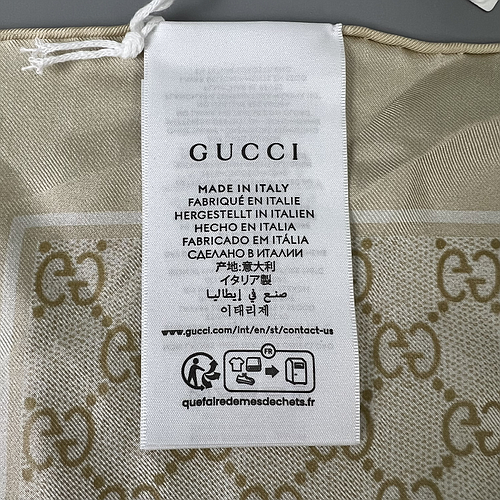 GUCCI
MADE IN ITALY
FABRIQUÉ EN ITALIE
HERGESTELLT IN ITALIEN
HECHO EN ITALIA
FABRICADO EM ITÁLIA
СДЕЛАНО В ИТАЛИИ
产地:意大利
イタリア製
صنع في إيطاليا
이태리제
www.gucci.com/int/en/st/contact-us
FR
quefairedemesdechets.fr